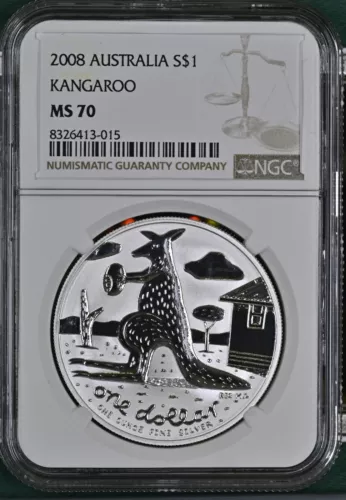 2008 AUSTRALIA S$1
KANGAROO
MS 70
8326413-015
NUMISMATIC GUARANTY COMPANY
NGC
one dollar
ONE OUNCE FINE SILVER